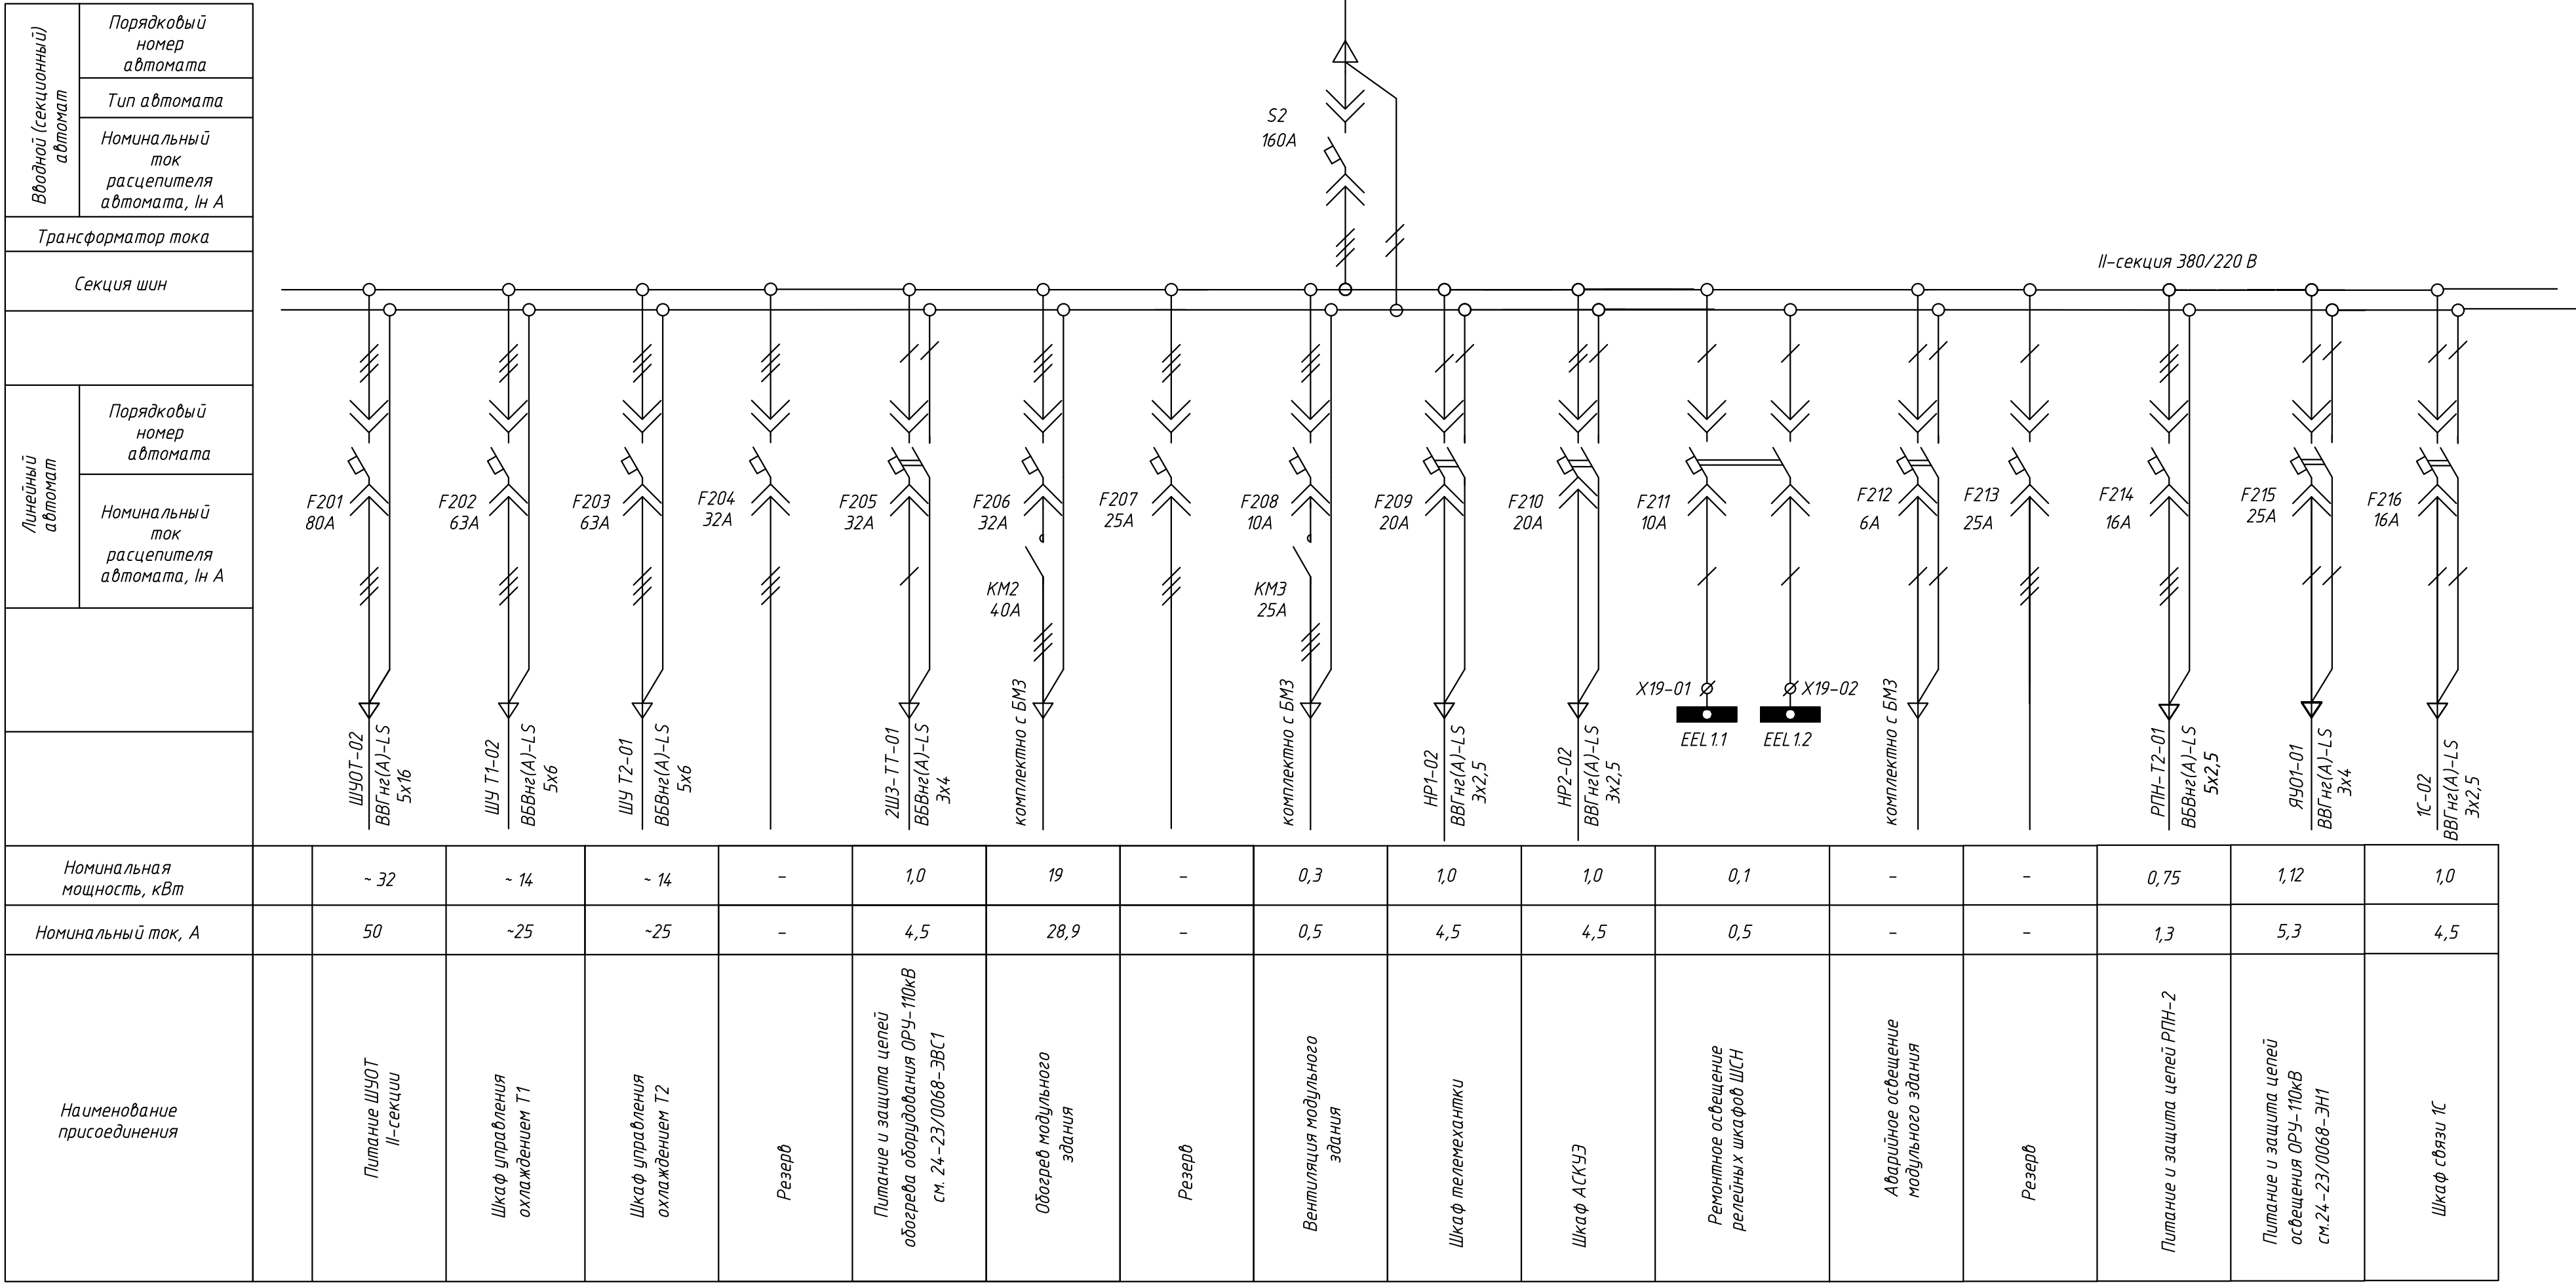 Вводной (секционный)
автомат
Порядковый
номер
автомата
Тип автомата
Номинальный
ток
расцепителя
автомата, Iн А
Трансформатор тока
Секция шин
Линейный
автомат
Порядковый
номер
автомата
Номинальный
ток
расцепителя
автомата, Iн А
S2
160А
II-секция 380/220 В
F201
80А
F202
63А
F203
63А
F204
32А
F205
32А
F206
32А
F207
25А
F208
10А
F209
20А
F210
20А
F211
10А
F212
6А
F213
25А
F214
16А
F215
25А
F216
16А
КМ2
40А
КМ3
25А
X19-01
X19-02
EEL1.1
EEL1.2
ШУОТ-02
ВВГнг(А)-LS
5х16
ШУ Т1-02
ВБВнг(А)-LS
5х6
ШУ Т2-01
ВБВнг(А)-LS
5х6
2ШЗ-ТТ-01
ВБВнг(А)-LS
3х4
комплектно с БМЗ
комплектно с БМЗ
НР1-02
ВВГнг(А)-LS
3х2,5
НР2-02
ВВГнг(А)-LS
3х2,5
комплектно с БМЗ
РПН-Т2-01
ВБВнг(А)-LS
5х2,5
ЯУО1-01
ВВГнг(А)-LS
3х4
1С-02
ВВГнг(А)-LS
3х2,5
Номинальная
мощность, кВт
~ 32
~ 14
~ 14
-
1,0
19
-
0,3
1,0
1,0
0,1
-
-
0,75
1,12
1,0
Номинальный ток, А
50
~25
~25
-
4,5
28,9
-
0,5
4,5
4,5
0,5
-
-
1,3
5,3
4,5
Наименование
присоединения
Питание ШУОТ
II-секции
Шкаф управления
охлаждением Т1
Шкаф управления
охлаждением Т2
Резерв
Питание и защита цепей
обогрева оборудования ОРУ-110кВ
см. 24-23/0068-ЭВС1
Обогрев модульного
здания
Резерв
Вентиляция модульного
здания
Шкаф телемехантки
Шкаф АСКУЭ
Ремонтное освещение
релейных шкафов ШСН
Аварийное освещение
модульного здания
Резерв
Питание и защита цепей РПН-2
Питание и защита цепей
освещения ОРУ-110кВ
см.24-23/0068-ЭН1
Шкаф связи 1С